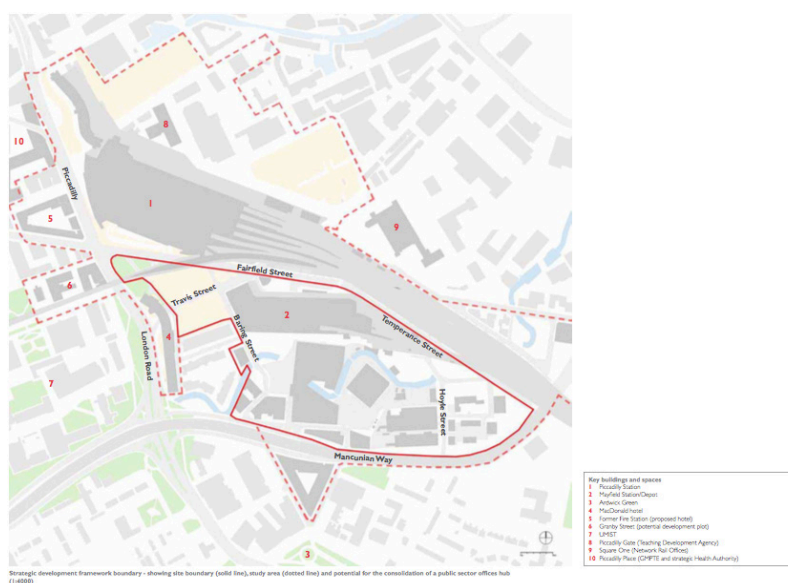 8
10
Piccadilly
1
5
9
Fairfield Street
6
Travis Street
2
Baring Street
Temperance Street
4
London Road
7
Hoyle Street
Mancunian Way
3
Key buildings and spaces
1 Piccadilly Station
2 Mayfield Station/Depot
3 Ardwick Green
4 MacDonald hotel
5 Former Fire Station (proposed hotel)
6 Granby Street (potential development plot)
7 UMIST
8 Piccadilly Gate (Teaching Development Agency)
9 Square One (Network Rail Offices)
10 Piccadilly Place (GMPTE and strategic Health Authority)
Strategic development framework boundary - showing site boundary (solid line), study area (dotted line) and potential for the consolidation of a public sector offices hub
(1:4000)